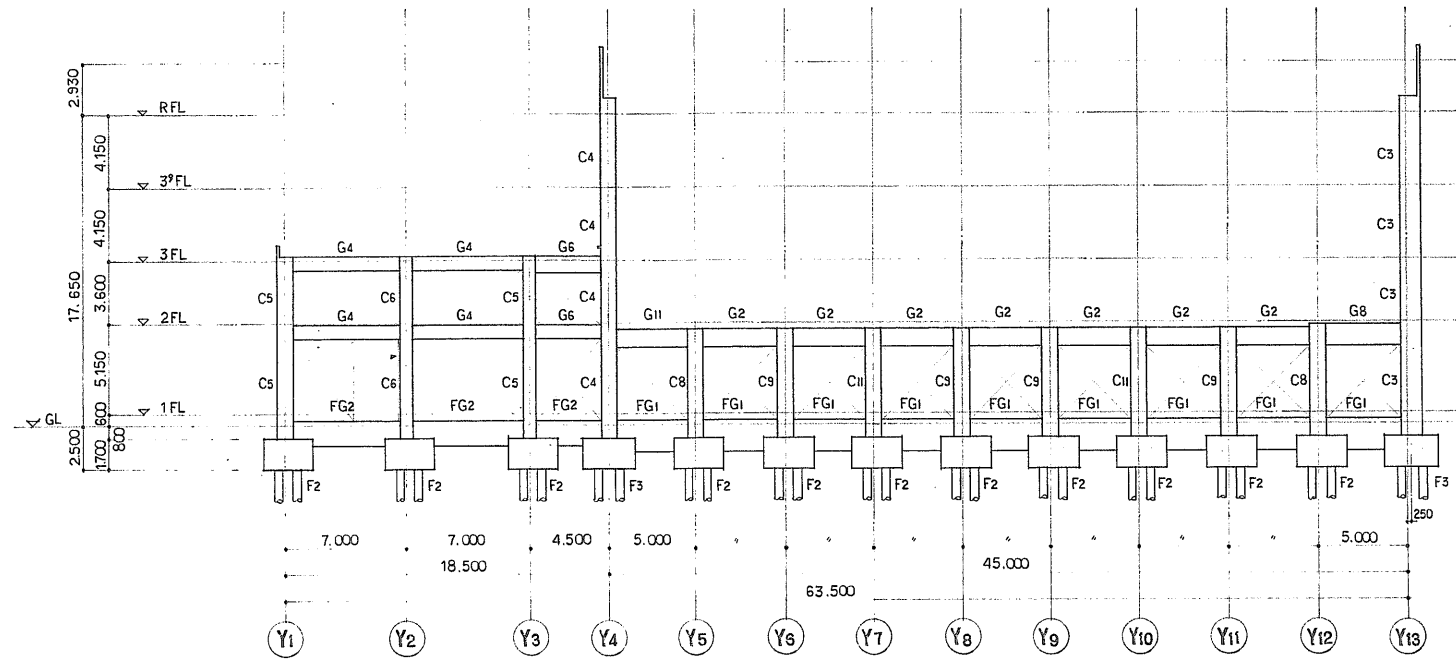 2.930
RFL
4.150
C4
C3
3⁹FL
4.150
C4
C3
G4 G4 G6
3FL
17.650
3.600
C5 C6 C5 C4 C3
G4 G4 G6 G11 G2 G2 G2 G2 G2 G2 G2 G8
2FL
5.150
C5 C6 C5 C4 C8 C9 C11 C9 C9 C11 C9 C8 C3
1FL
FG2 FG2 FG2 FG1 FG1 FG1 FG1 FG1 FG1 FG1 FG1 FG1
GL
600
800
2.500
1.700
F2 F2 F2 F3 F2 F2 F2 F2 F2 F2 F2 F2 F3
250
7.000 7.000 4.500 5.000 〃 〃 〃 〃 〃 〃 〃 5.000
18.500 45.000
63.500
Y1 Y2 Y3 Y4 Y5 Y6 Y7 Y8 Y9 Y10 Y11 Y12 Y13